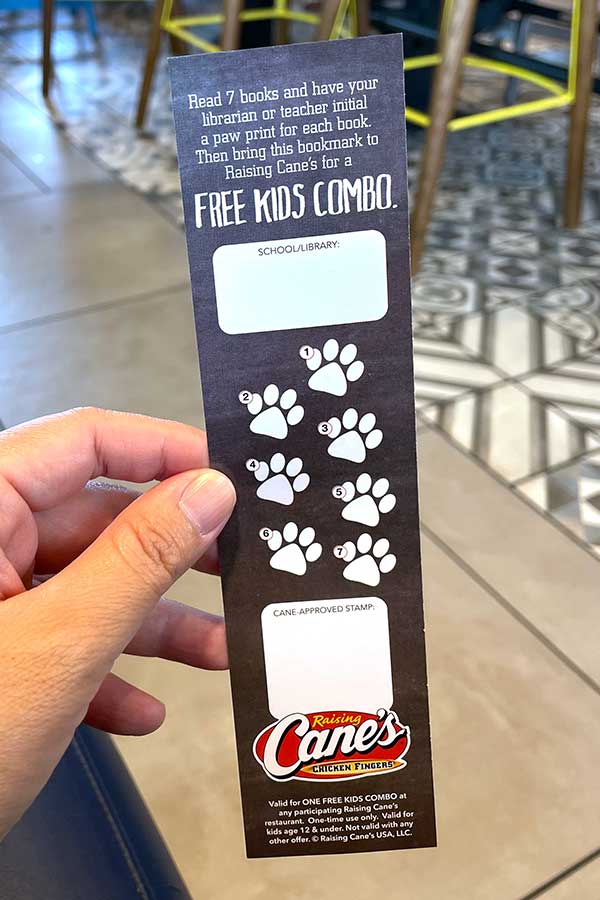 Read 7 books and have your
librarian or teacher initial
a paw print for each book.
Then bring this bookmark to
Raising Cane's for a
FREE KIDS COMBO.
SCHOOL/LIBRARY:
1
2
3
4
5
6
7
CANE-APPROVED STAMP:
Raising
Cane's
CHICKEN FINGERS
Valid for ONE FREE KIDS COMBO at
any participating Raising Cane's
restaurant. One-time use only. Valid for
kids age 12 & under. Not valid with any
other offer. © Raising Cane's USA, LLC.